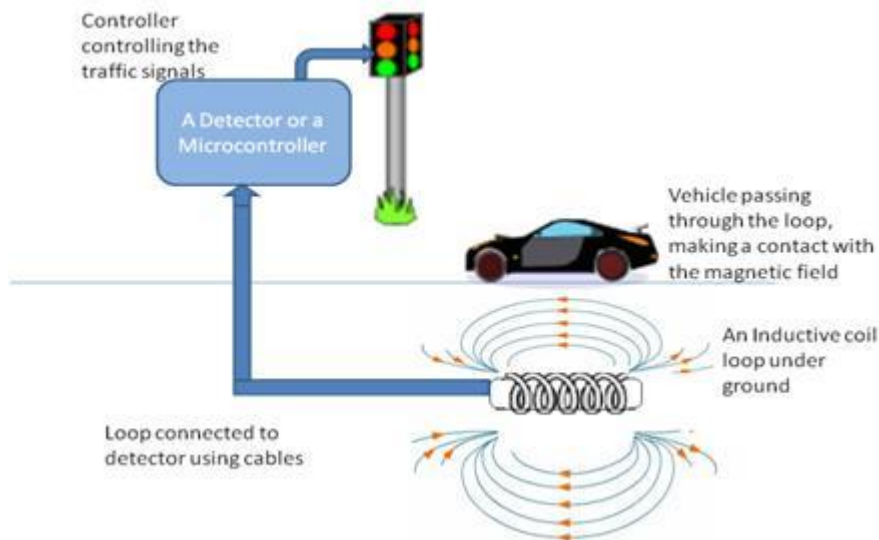 Controller
controlling the
traffic signals
A Detector or a
Microcontroller
Vehicle passing
through the loop,
making a contact with
the magnetic field
An Inductive coil
loop under
ground
Loop connected to
detector using cables